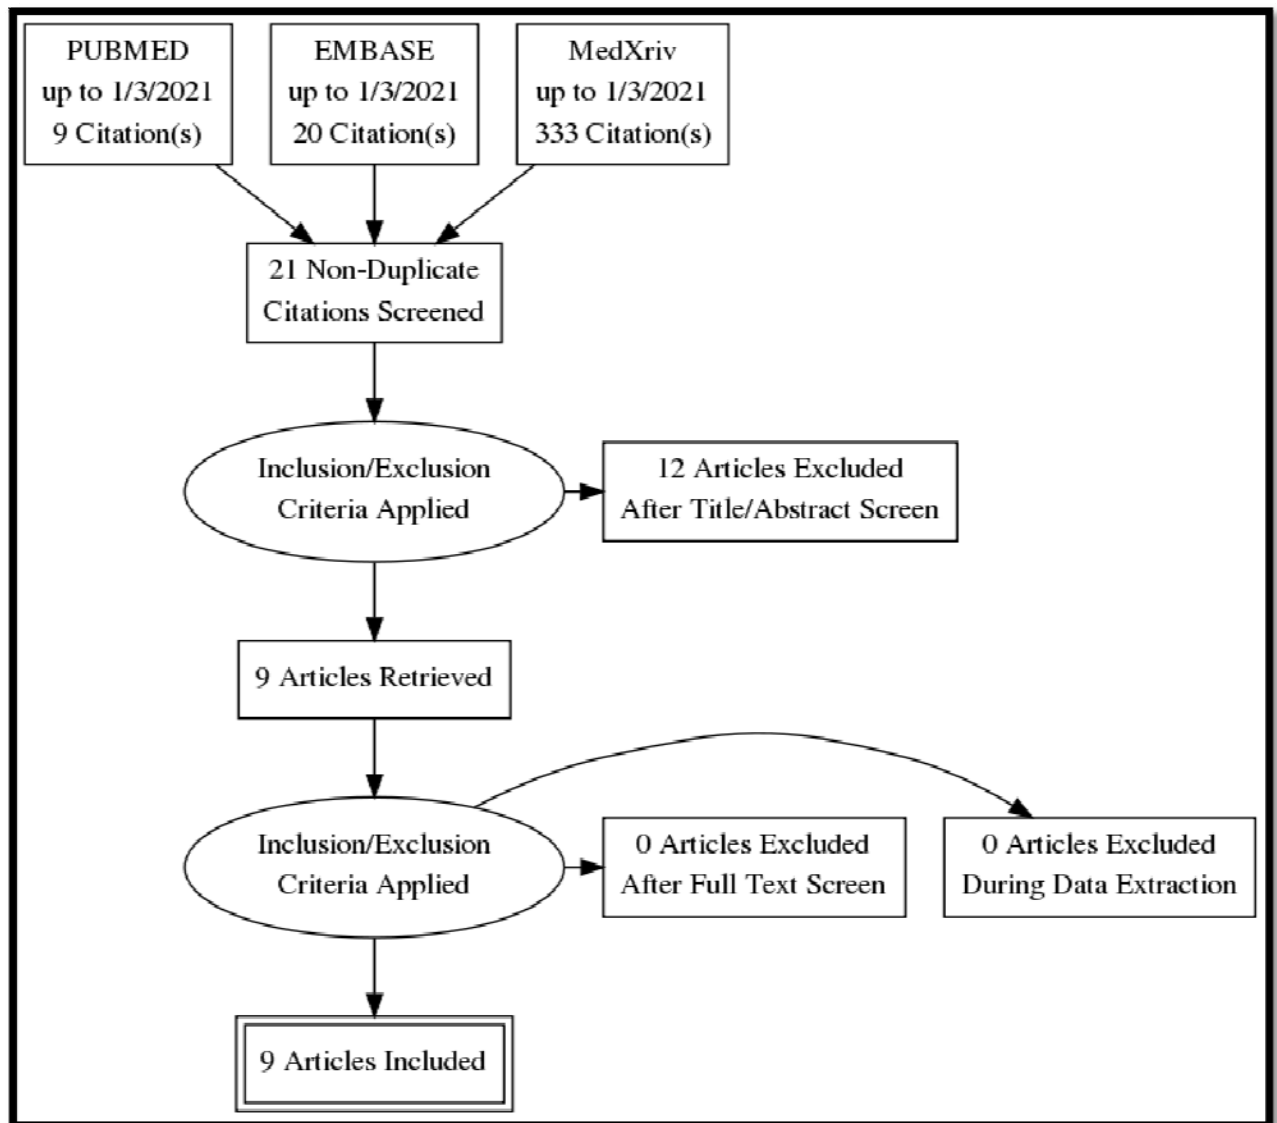 PUBMED
up to 1/3/2021
9 Citation(s)
EMBASE
up to 1/3/2021
20 Citation(s)
MedXriv
up to 1/3/2021
333 Citation(s)
21 Non-Duplicate
Citations Screened
Inclusion/Exclusion
Criteria Applied
12 Articles Excluded
After Title/Abstract Screen
9 Articles Retrieved
Inclusion/Exclusion
Criteria Applied
0 Articles Excluded
After Full Text Screen
0 Articles Excluded
During Data Extraction
9 Articles Included